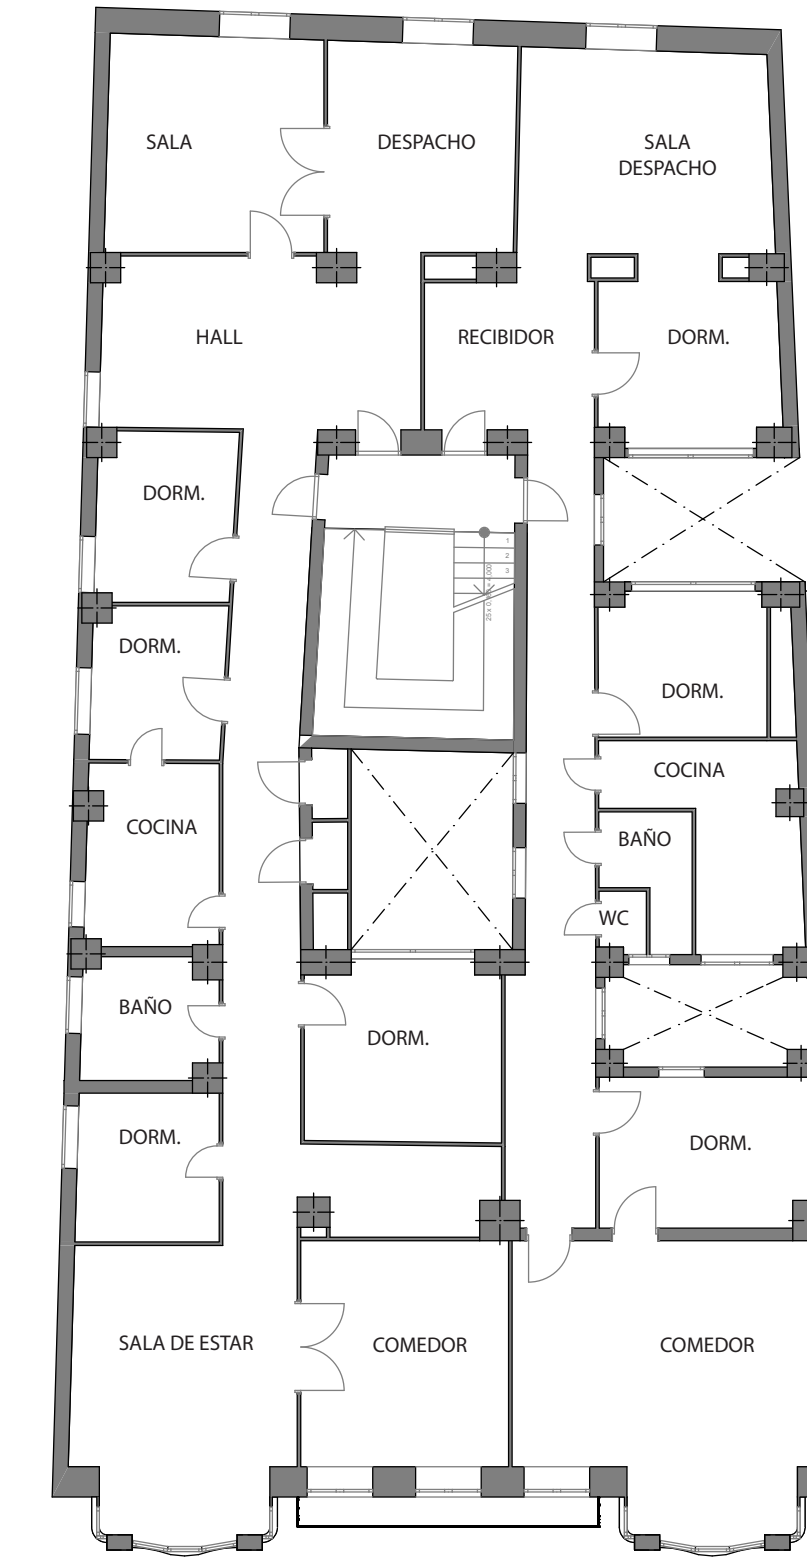 SALA
DESPACHO
SALA
DESPACHO
HALL
RECIBIDOR
DORM.
DORM.
1
2
3
DORM.
DORM.
COCINA
COCINA
BAÑO
WC
BAÑO
DORM.
DORM.
DORM.
SALA DE ESTAR
COMEDOR
COMEDOR